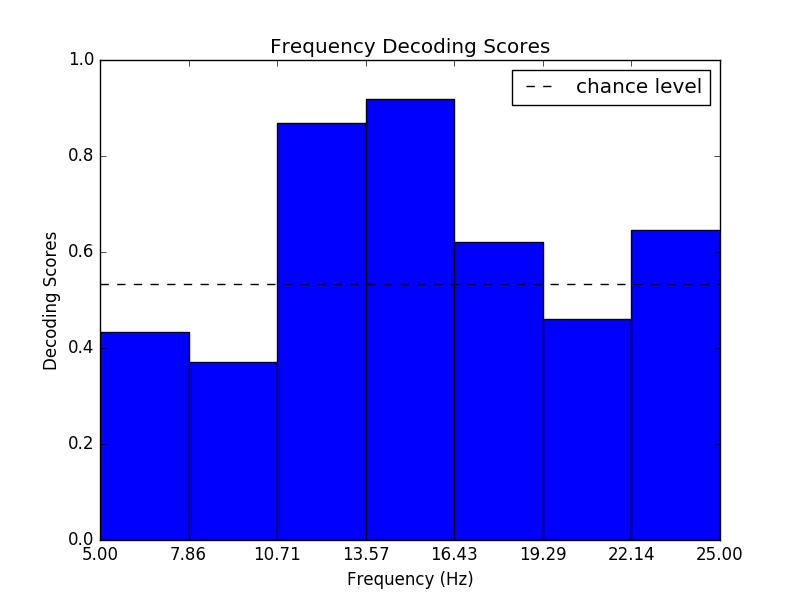 Frequency Decoding Scores
chance level
1.0
0.8
0.6
0.4
0.2
0.0
Decoding Scores
5.00 7.86 10.71 13.57 16.43 19.29 22.14 25.00
Frequency (Hz)